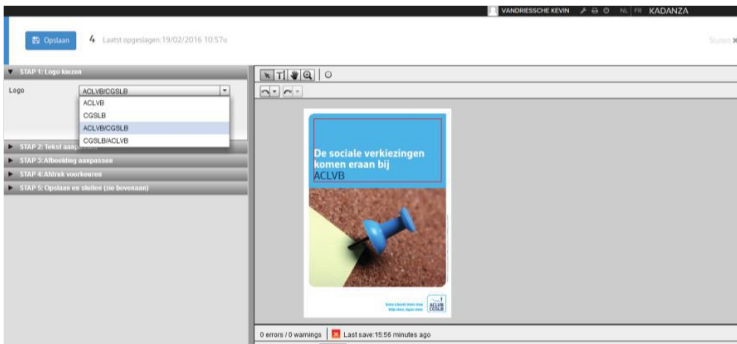 VANDRIESSCHE KEVIN NL FR KADANZA
Opslaan 4 Laatst opgeslagen:19/02/2016 10:57u Sluiten
STAP 1: Logo kiezen
Logo ACLVB/CGSLB
ACLVB
CGSLB
ACLVB/CGSLB
CGSLB/ACLVB
STAP 2: Tekst
STAP 3: Afbeelding aanpassen
STAP 4: Afdruk voorkeuren
STAP 5: Opslaan en sluiten (zie bovenaan)
De sociale verkiezingen
komen eraan bij
ACLVB
ACLVB
CGSLB
0 errors / 0 warnings Last save:15:56 minutes ago